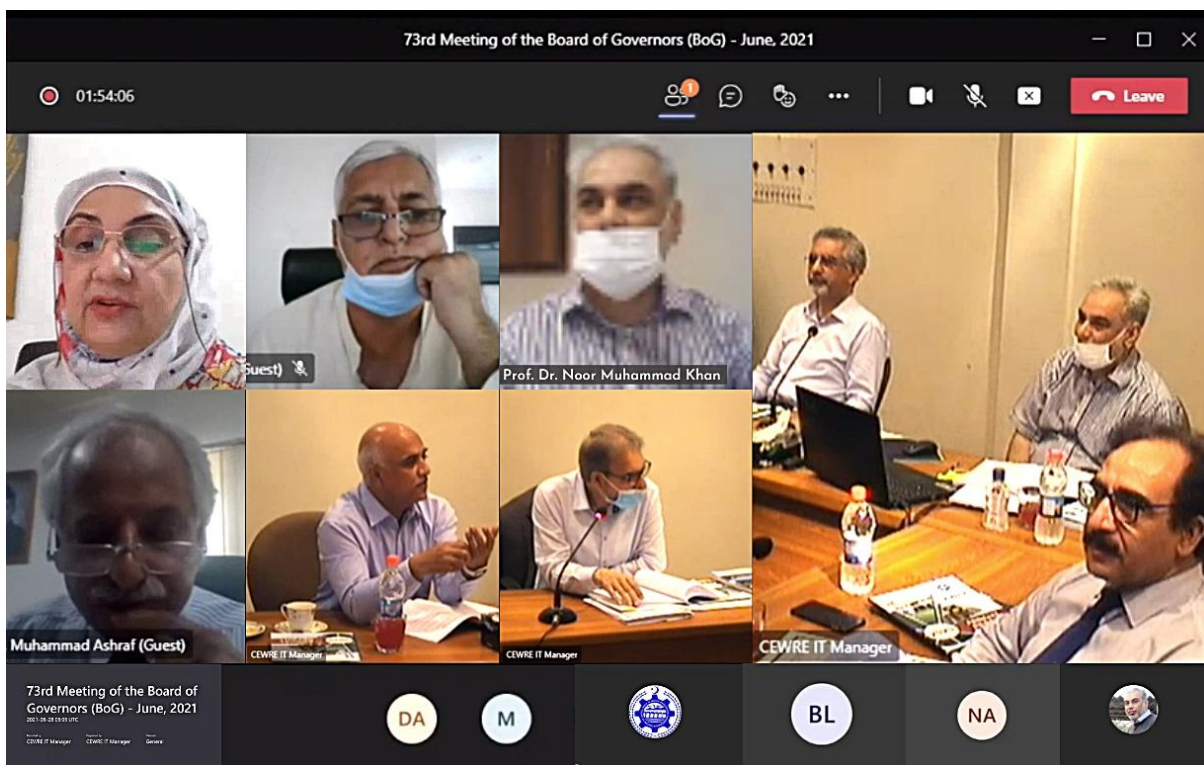 73rd Meeting of the Board of Governors (BoG) - June, 2021
01:54:06
1
Leave
Guest)
Prof. Dr. Noor Muhammad Khan
Muhammad Ashraf (Guest)
CEWRE IT Manager
CEWRE IT Manager
CEWRE IT Manager
73rd Meeting of the Board of
Governors (BoG) - June, 2021
CEWRE IT Manager
CEWRE IT Manager
General
DA
M
BL
NA